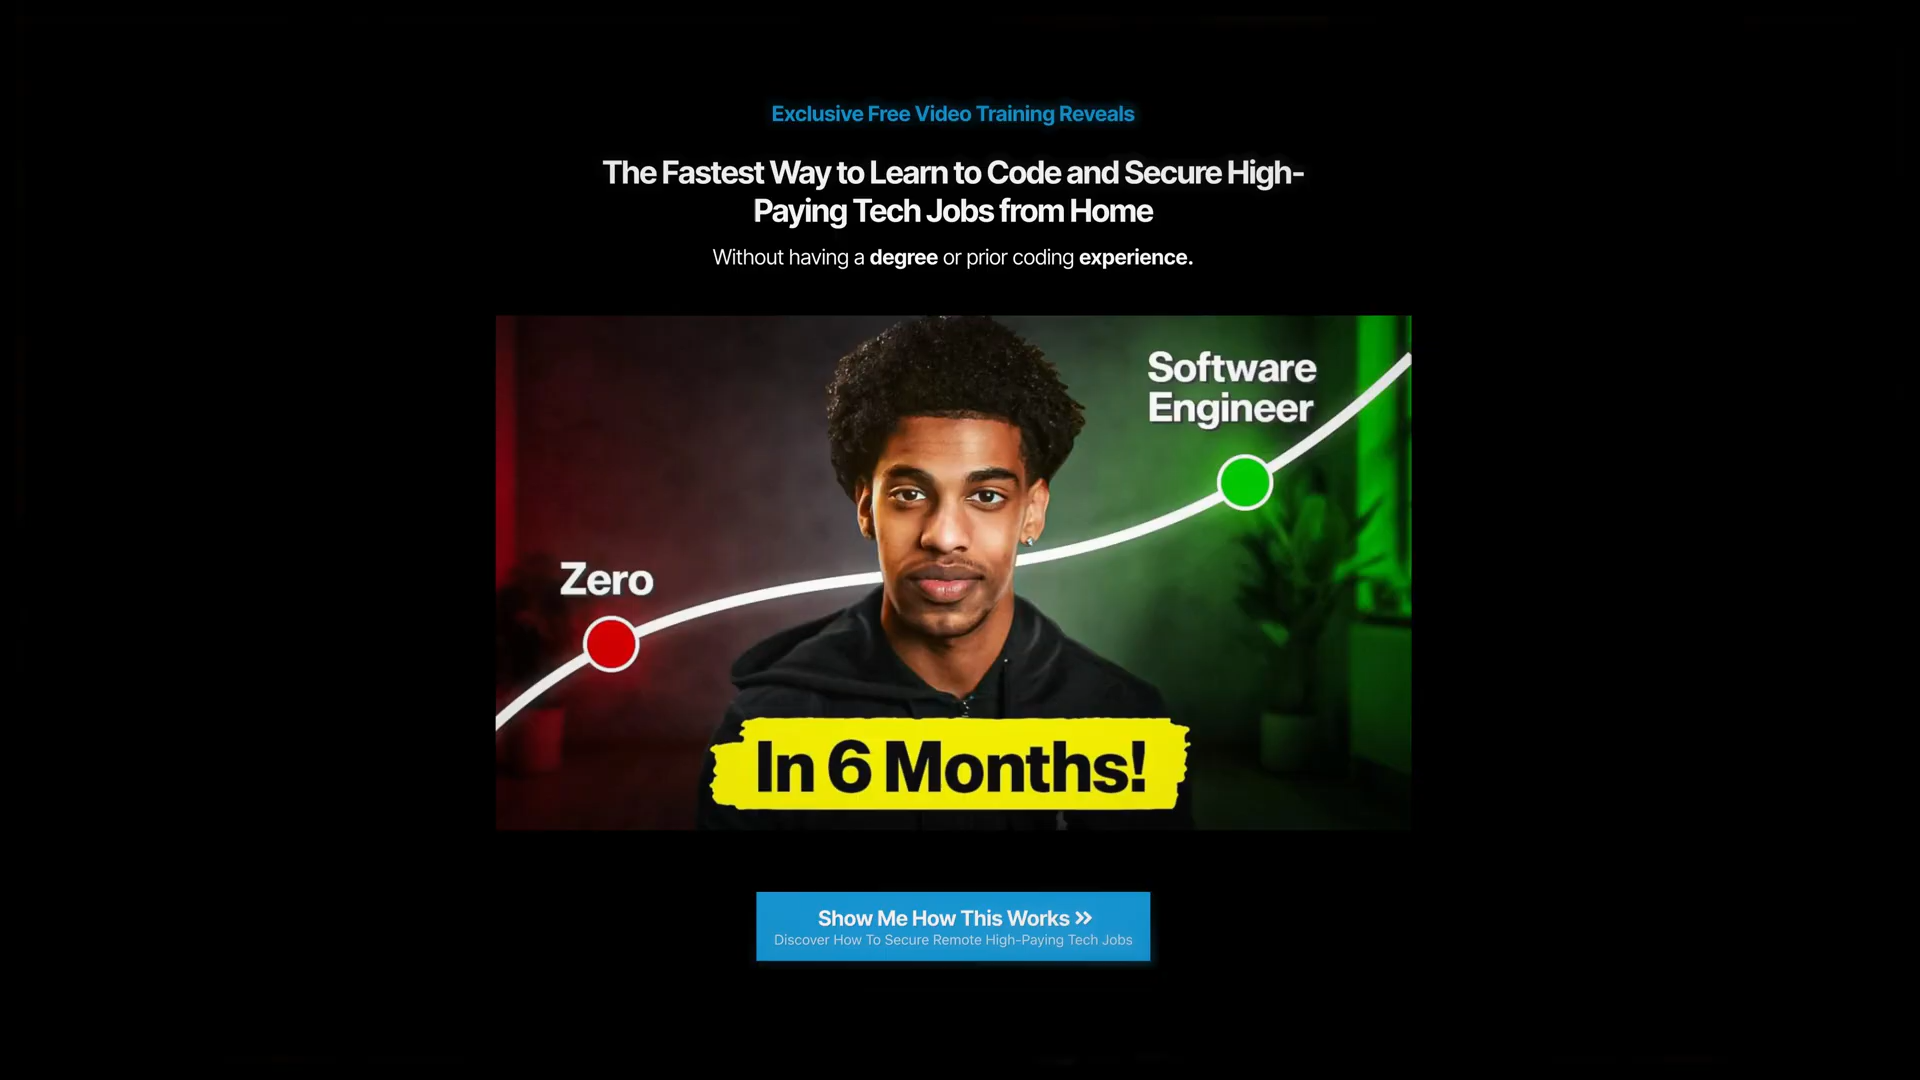 Exclusive Free Video Training Reveals
The Fastest Way to Learn to Code and Secure High-
Paying Tech Jobs from Home
Without having a degree or prior coding experience.
Software
Engineer
Zero
In 6 Months!
Show Me How This Works »
Discover How To Secure Remote High-Paying Tech Jobs